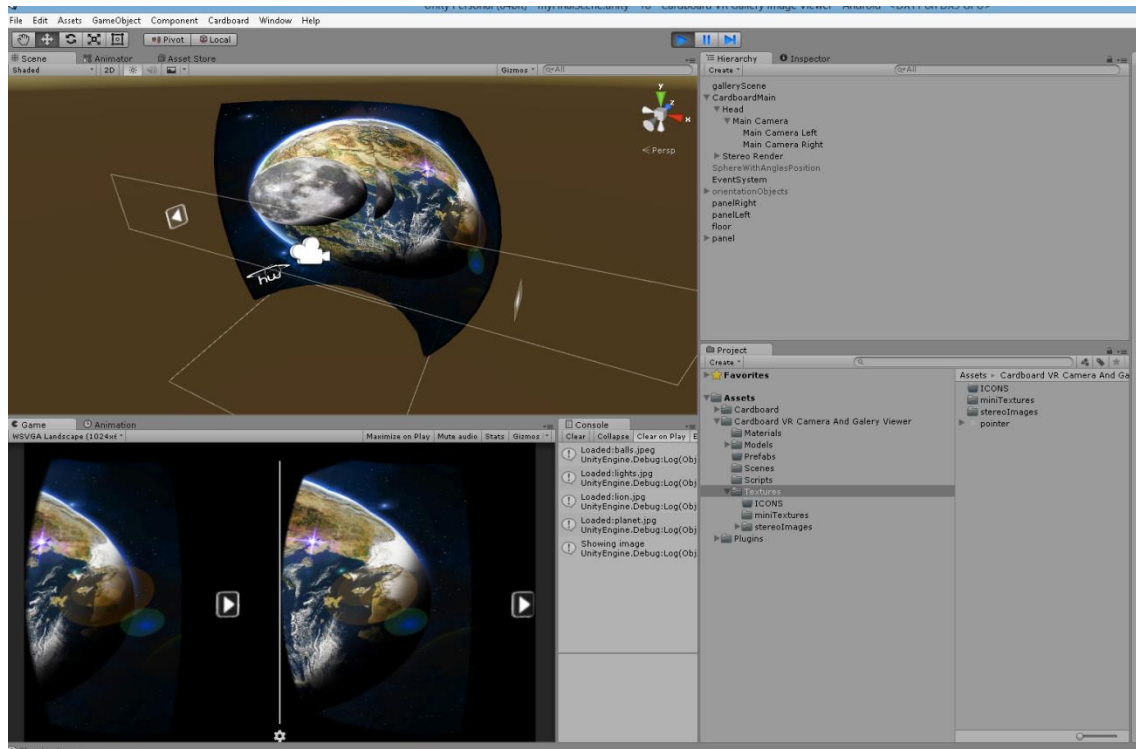 File Edit Assets GameObject Component Cardboard Window Help
Pivot Local
Scene Animator Asset Store
Shaded 2D Gizmos All
y
z
x
Persp
hw
Hierarchy Inspector
Create All
galleryScene
CardboardMain
Head
Main Camera
Main Camera Left
Main Camera Right
Stereo Render
SphereWithAnglesPosition
EventSystem
orientationObjects
panelRight
panelLeft
floor
panel
Game Animation
WSVGA Landscape (1024x6 Maximize on Play Mute audio Stats Gizmos
Console
Clear Collapse Clear on Play E
Loaded:balls.jpeg
UnityEngine.Debug:Log(Obj
Loaded:lights.jpg
UnityEngine.Debug:Log(Obj
Loaded:lion.jpg
UnityEngine.Debug:Log(Obj
Loaded:planet.jpg
UnityEngine.Debug:Log(Obj
Showing image
UnityEngine.Debug:Log(Obj
Project
Create
Favorites
Assets
Cardboard
Cardboard VR Camera And Galery Viewer
Materials
Models
Prefabs
Scenes
Scripts
Textures
ICONS
miniTextures
stereoImages
Plugins
Assets Cardboard VR Camera And Ga
ICONS
miniTextures
stereoImages
pointer